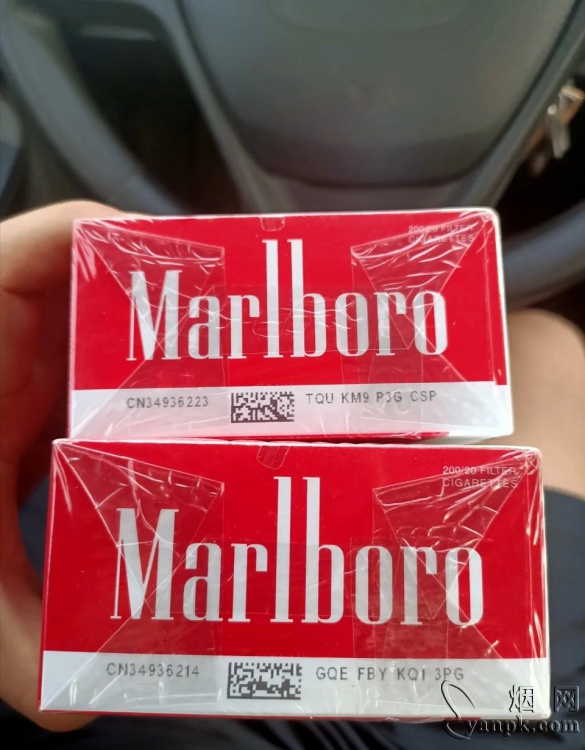 200/20 FILTER
CIGARETTES
Marlboro
CN34936223 TQU KM9 P3G CSP
200/20 FILTER
CIGARETTES
Marlboro
CN34936214 GQE FBY KQ1 3PG
烟网
yanpk.com